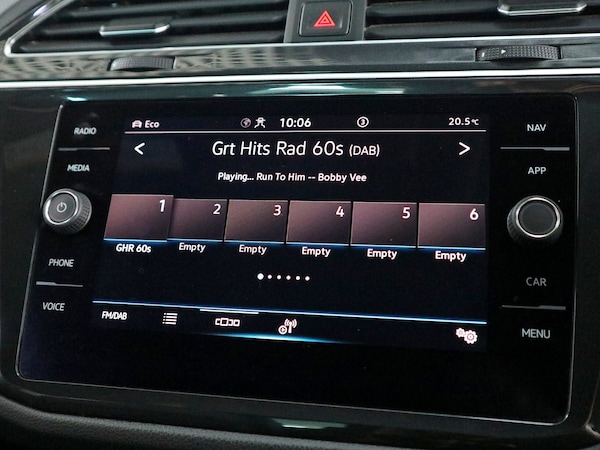 RADIO
MEDIA
PHONE
VOICE
Eco
10:06
3
20.5°C
< Grt Hits Rad 60s (DAB) >
Playing... Run To Him -- Bobby Vee
1 2 3 4 5 6
GHR 60s Empty Empty Empty Empty Empty
FM/DAB
NAV
APP
CAR
MENU